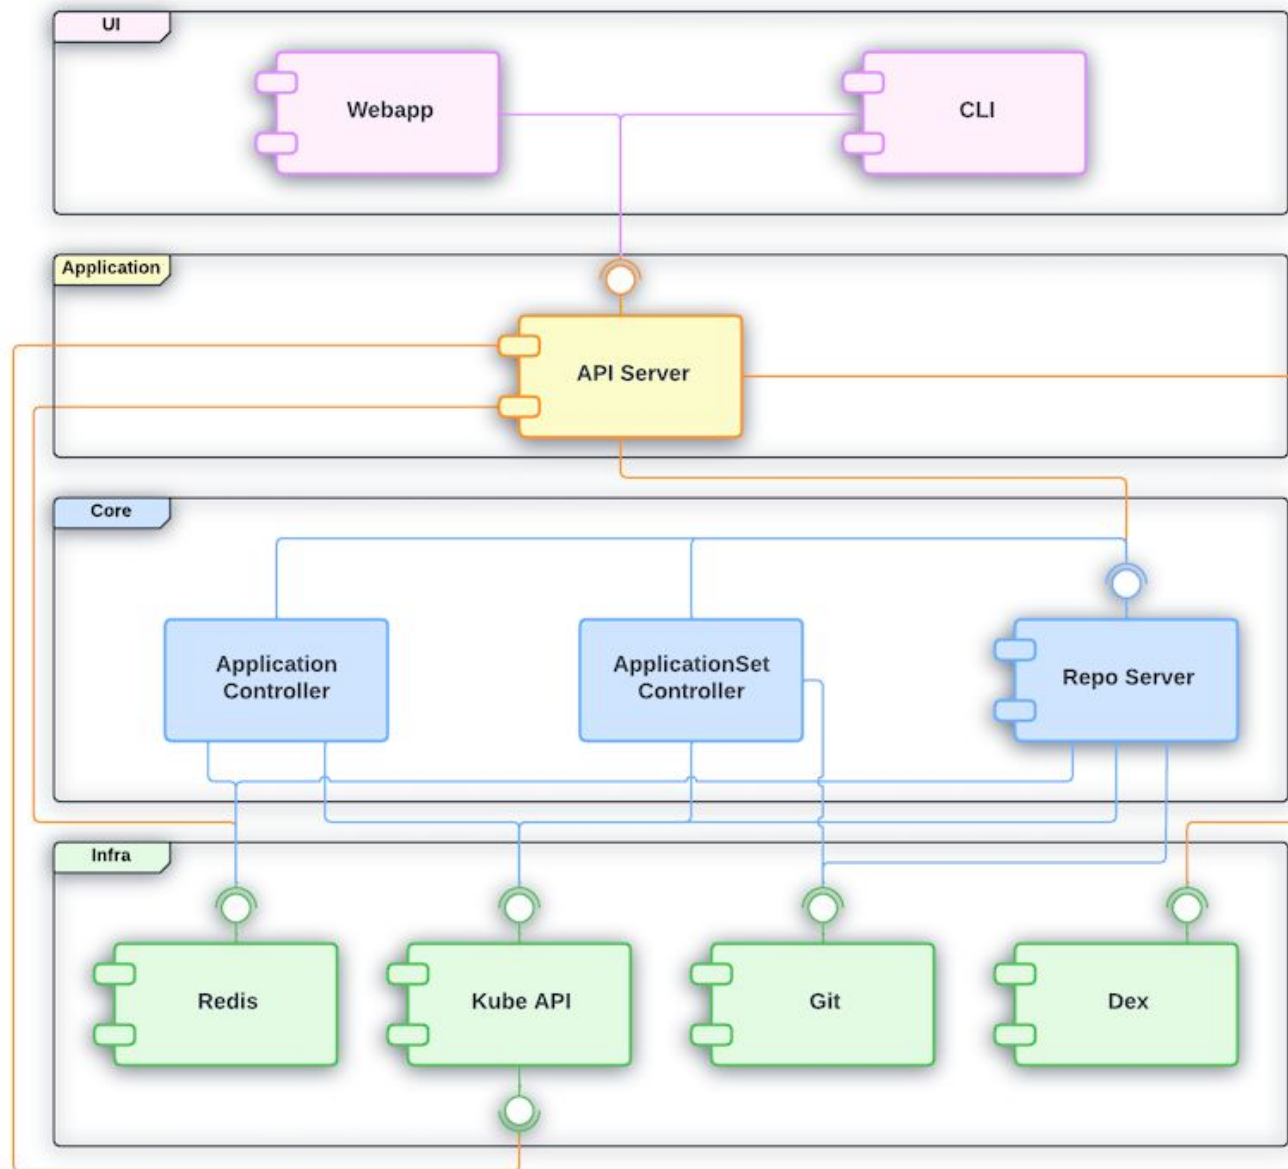 UI
Webapp
CLI
Application
API Server
Core
Application
Controller
ApplicationSet
Controller
Repo Server
Infra
Redis
Kube API
Git
Dex